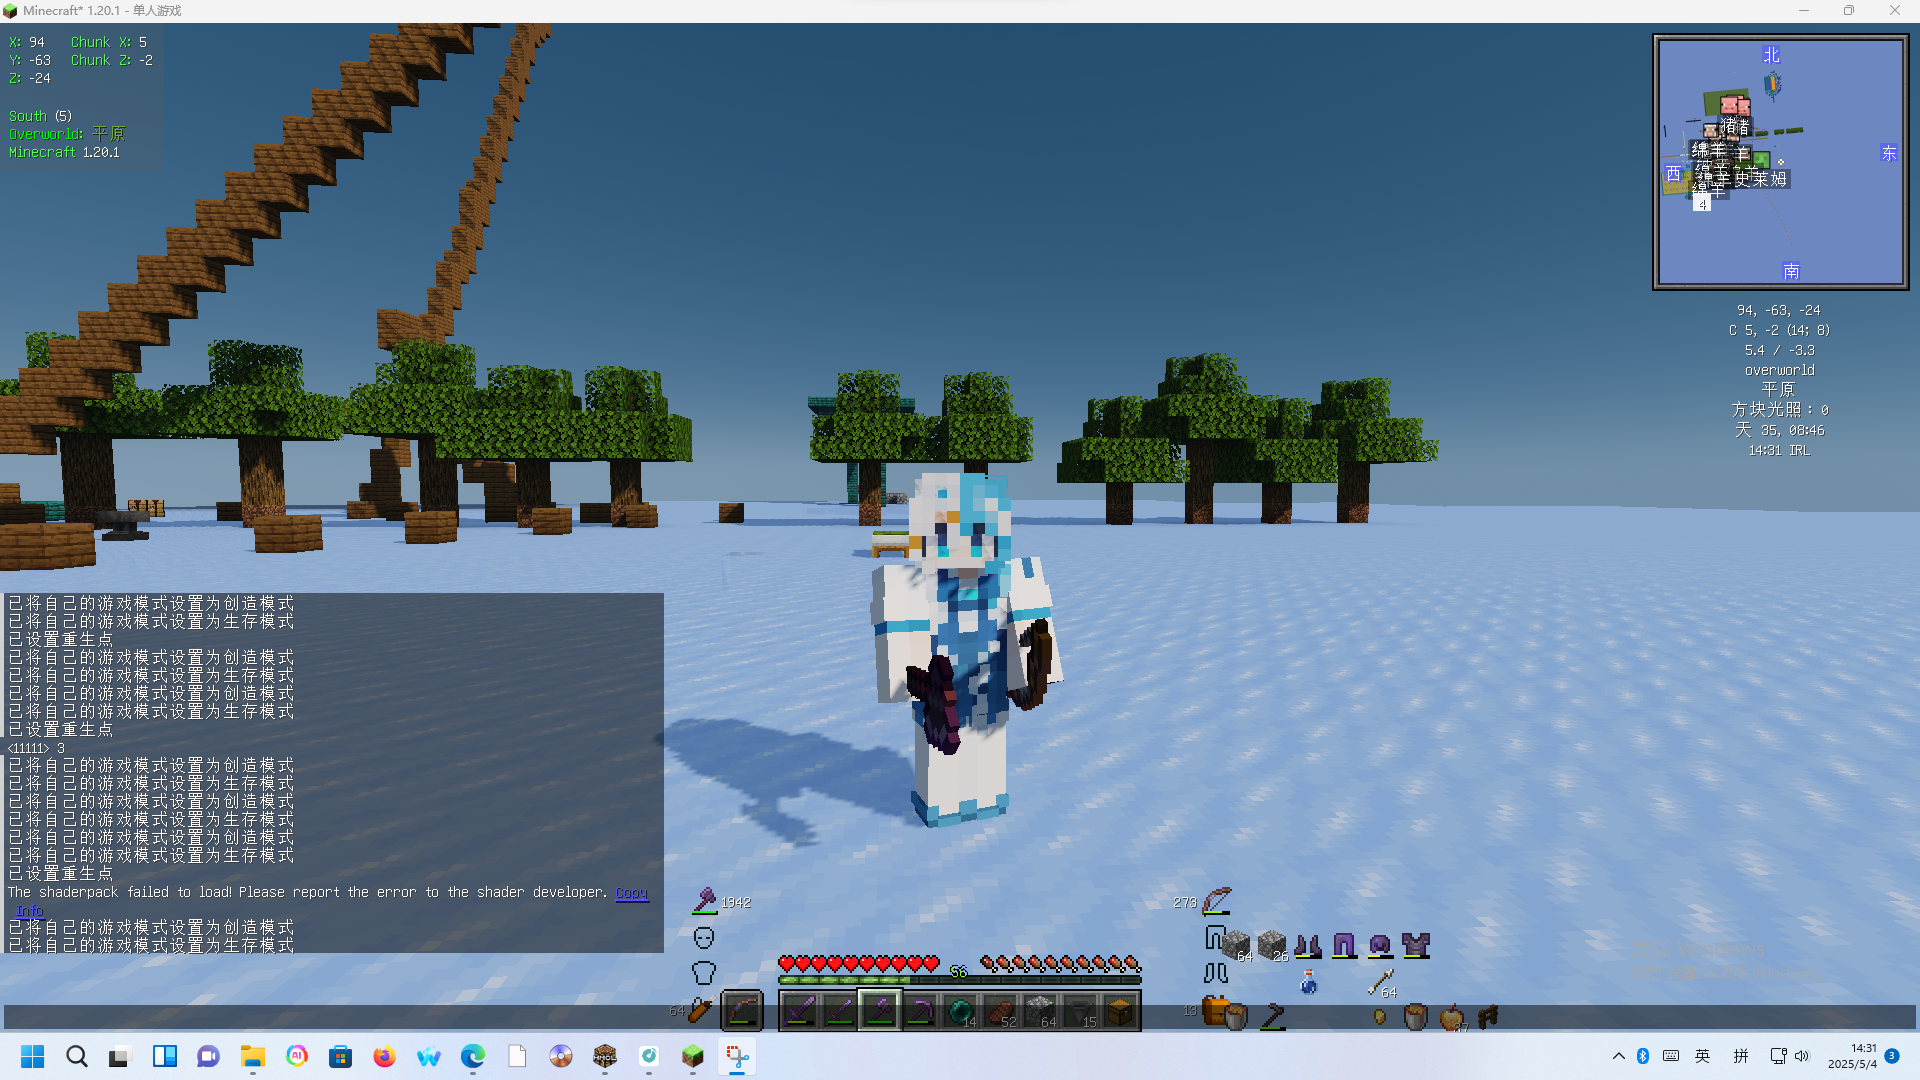 Minecraft* 1.20.1 - 单人游戏
X: 94 Chunk X: 5
Y: -63 Chunk Z: -2
Z: -24
South (5)
Overworld: 平原
Minecraft 1.20.1
北
猪猪
绵羊 羊
西
东
绵羊史莱姆
绵羊
4
南
94, -63, -24
C 5, -2 (14; 8)
5.4 / -3.3
overworld
平原
方块光照：0
天 35, 08:46
14:31 IRL
已将自己的游戏模式设置为创造模式
已将自己的游戏模式设置为生存模式
已设置重生点
已将自己的游戏模式设置为创造模式
已将自己的游戏模式设置为生存模式
已将自己的游戏模式设置为创造模式
已将自己的游戏模式设置为生存模式
已设置重生点
<11111> 3
已将自己的游戏模式设置为创造模式
已将自己的游戏模式设置为生存模式
已将自己的游戏模式设置为创造模式
已将自己的游戏模式设置为生存模式
已将自己的游戏模式设置为创造模式
已将自己的游戏模式设置为生存模式
已设置重生点
The shaderpack failed to load! Please report the error to the shader developer. Copy
Info
已将自己的游戏模式设置为创造模式
已将自己的游戏模式设置为生存模式
1942
273
64 26
56
64
64
14 52 64 15
13
37
英 拼
14:31
2025/5/4
3